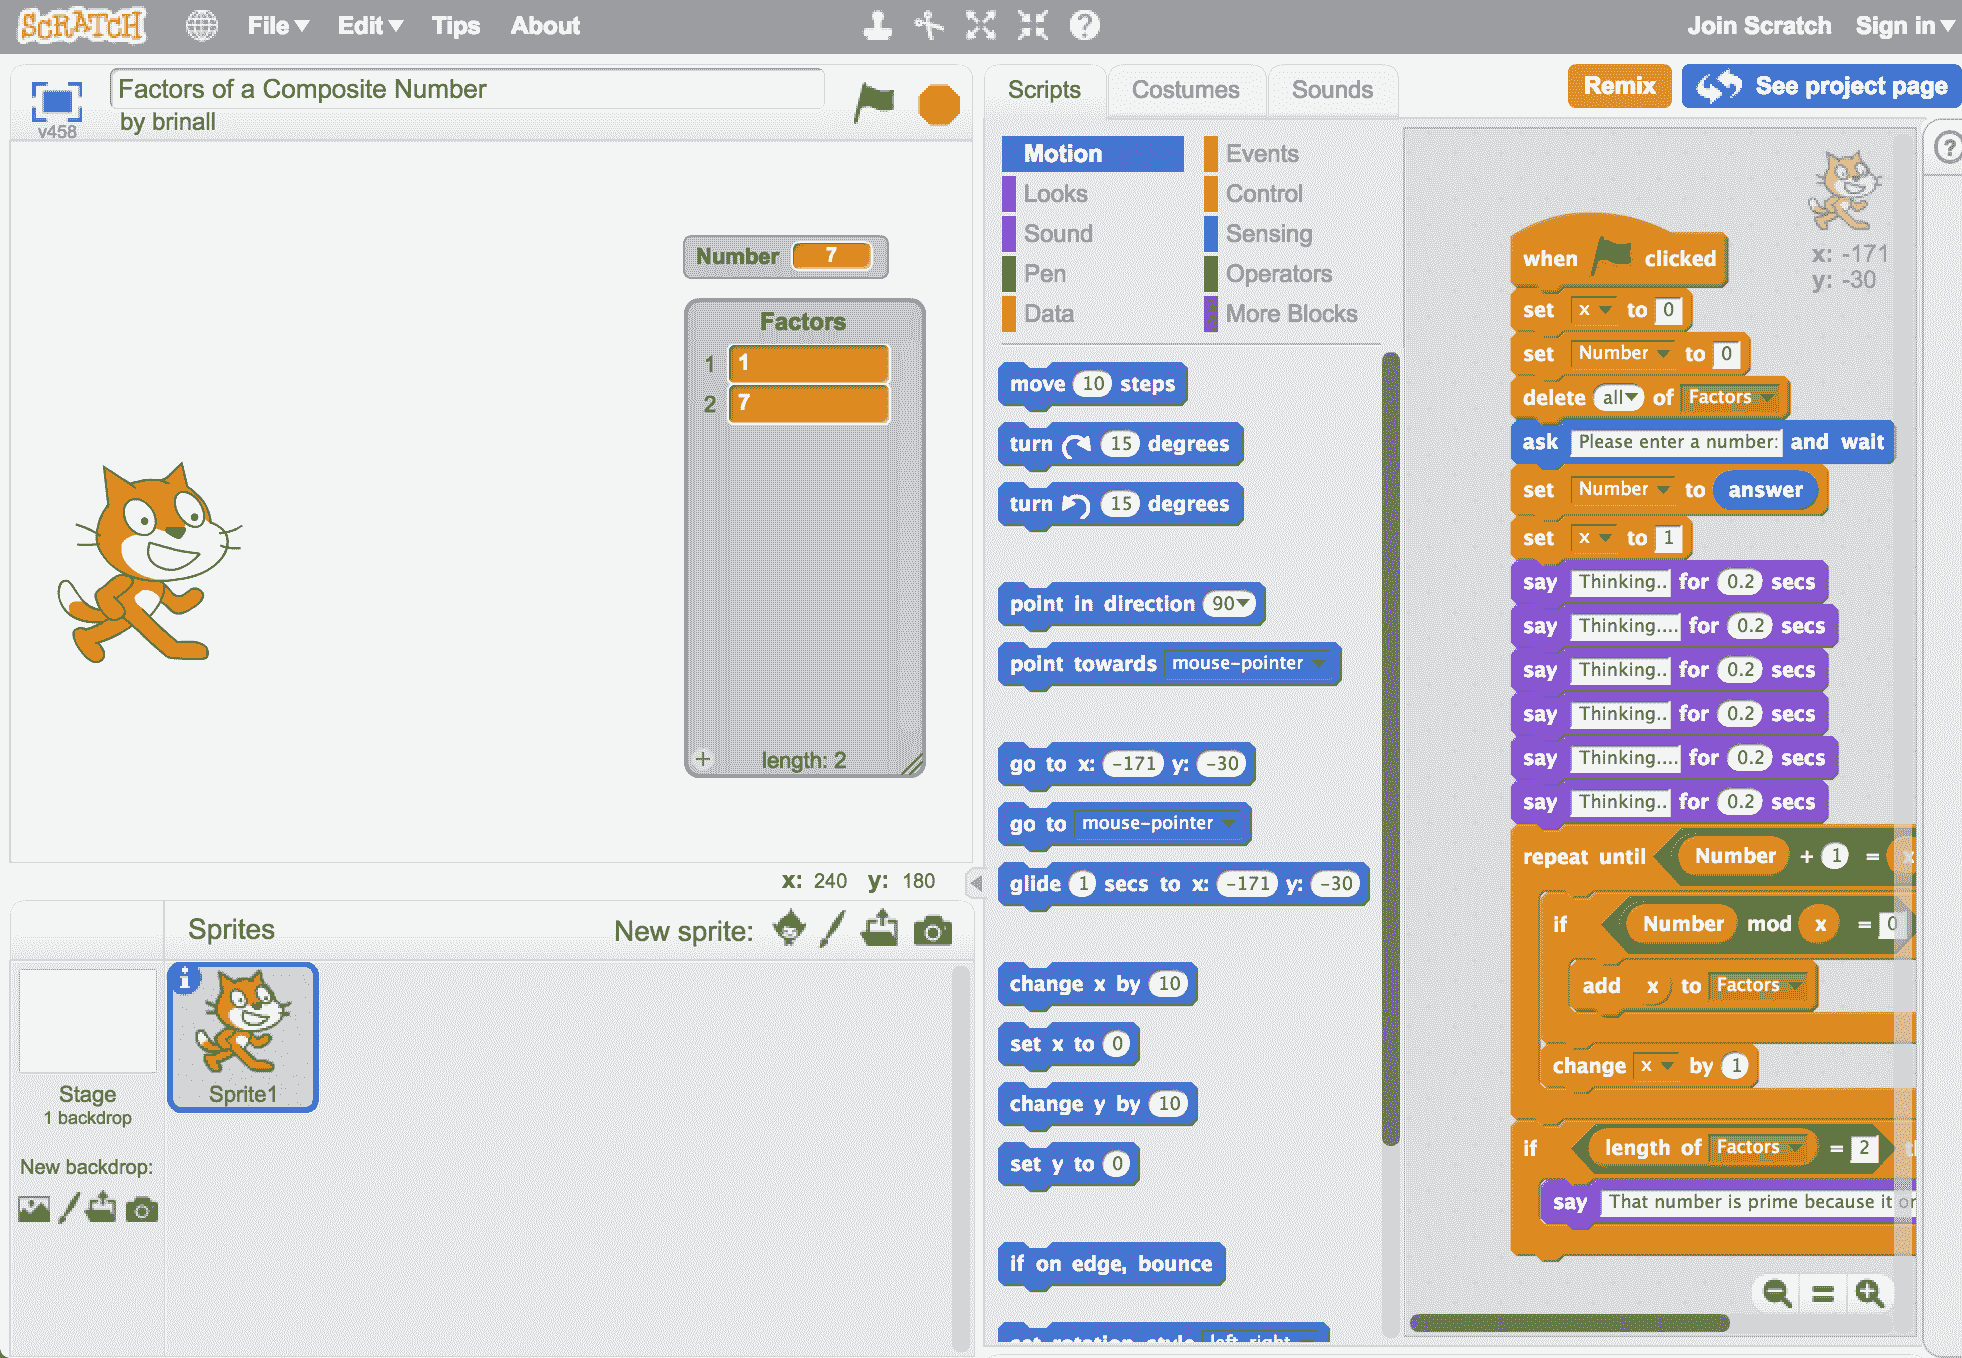 SCRATCH File Edit Tips About Join Scratch Sign in
Factors of a Composite Number
by brinall
v458
Number 7
Factors
1 1
2 7
+ length: 2
x: 240 y: 180
Sprites New sprite:
Sprite1
Stage
1 backdrop
New backdrop:
Scripts Costumes Sounds
Remix See project page
Motion Events
Looks Control
Sound Sensing
Pen Operators
Data More Blocks
move 10 steps
turn 15 degrees
turn 15 degrees
point in direction 90
point towards mouse-pointer
go to x: -171 y: -30
go to mouse-pointer
glide 1 secs to x: -171 y: -30
change x by 10
set x to 0
change y by 10
set y to 0
if on edge, bounce
set rotation style left-right
x: -171
y: -30
when clicked
set x to 0
set Number to 0
delete all of Factors
ask Please enter a number: and wait
set Number to answer
set x to 1
say Thinking.. for 0.2 secs
say Thinking.... for 0.2 secs
say Thinking.. for 0.2 secs
say Thinking.. for 0.2 secs
say Thinking.... for 0.2 secs
say Thinking.. for 0.2 secs
repeat until Number + 1 = x
if Number mod x = 0
add x to Factors
change x by 1
if length of Factors = 2
say That number is prime because it